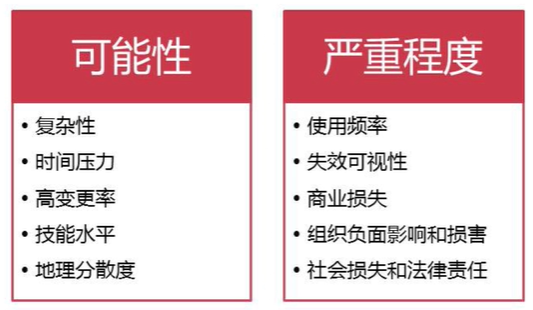 可能性
• 复杂性
• 时间压力
• 高变更率
• 技能水平
• 地理分散度
严重程度
• 使用频率
• 失效可视性
• 商业损失
• 组织负面影响和损害
• 社会损失和法律责任